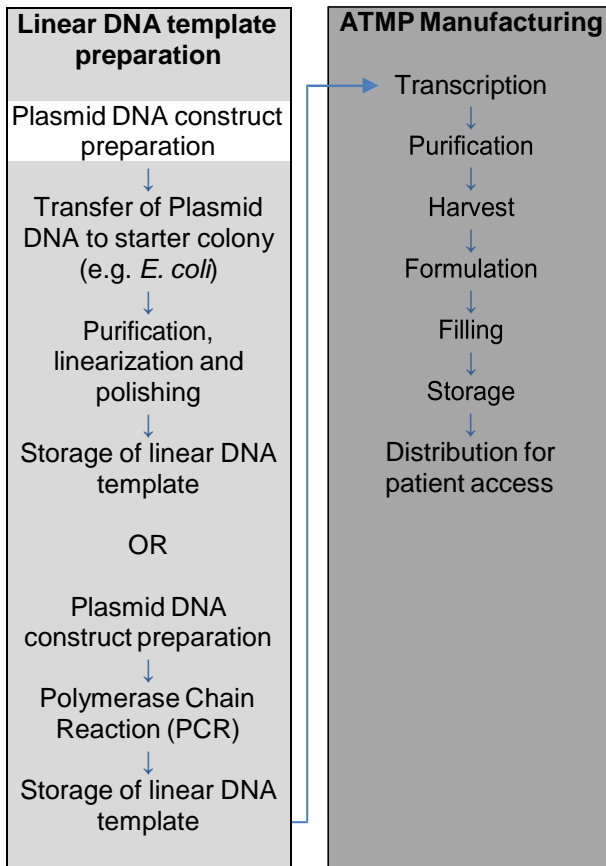 Linear DNA template
preparation
Plasmid DNA construct
preparation
↓
Transfer of Plasmid
DNA to starter colony
(e.g. E. coli)
↓
Purification,
linearization and
polishing
↓
Storage of linear DNA
template
OR
Plasmid DNA
construct preparation
↓
Polymerase Chain
Reaction (PCR)
↓
Storage of linear DNA
template
ATMP Manufacturing
Transcription
↓
Purification
↓
Harvest
↓
Formulation
↓
Filling
↓
Storage
↓
Distribution for
patient access